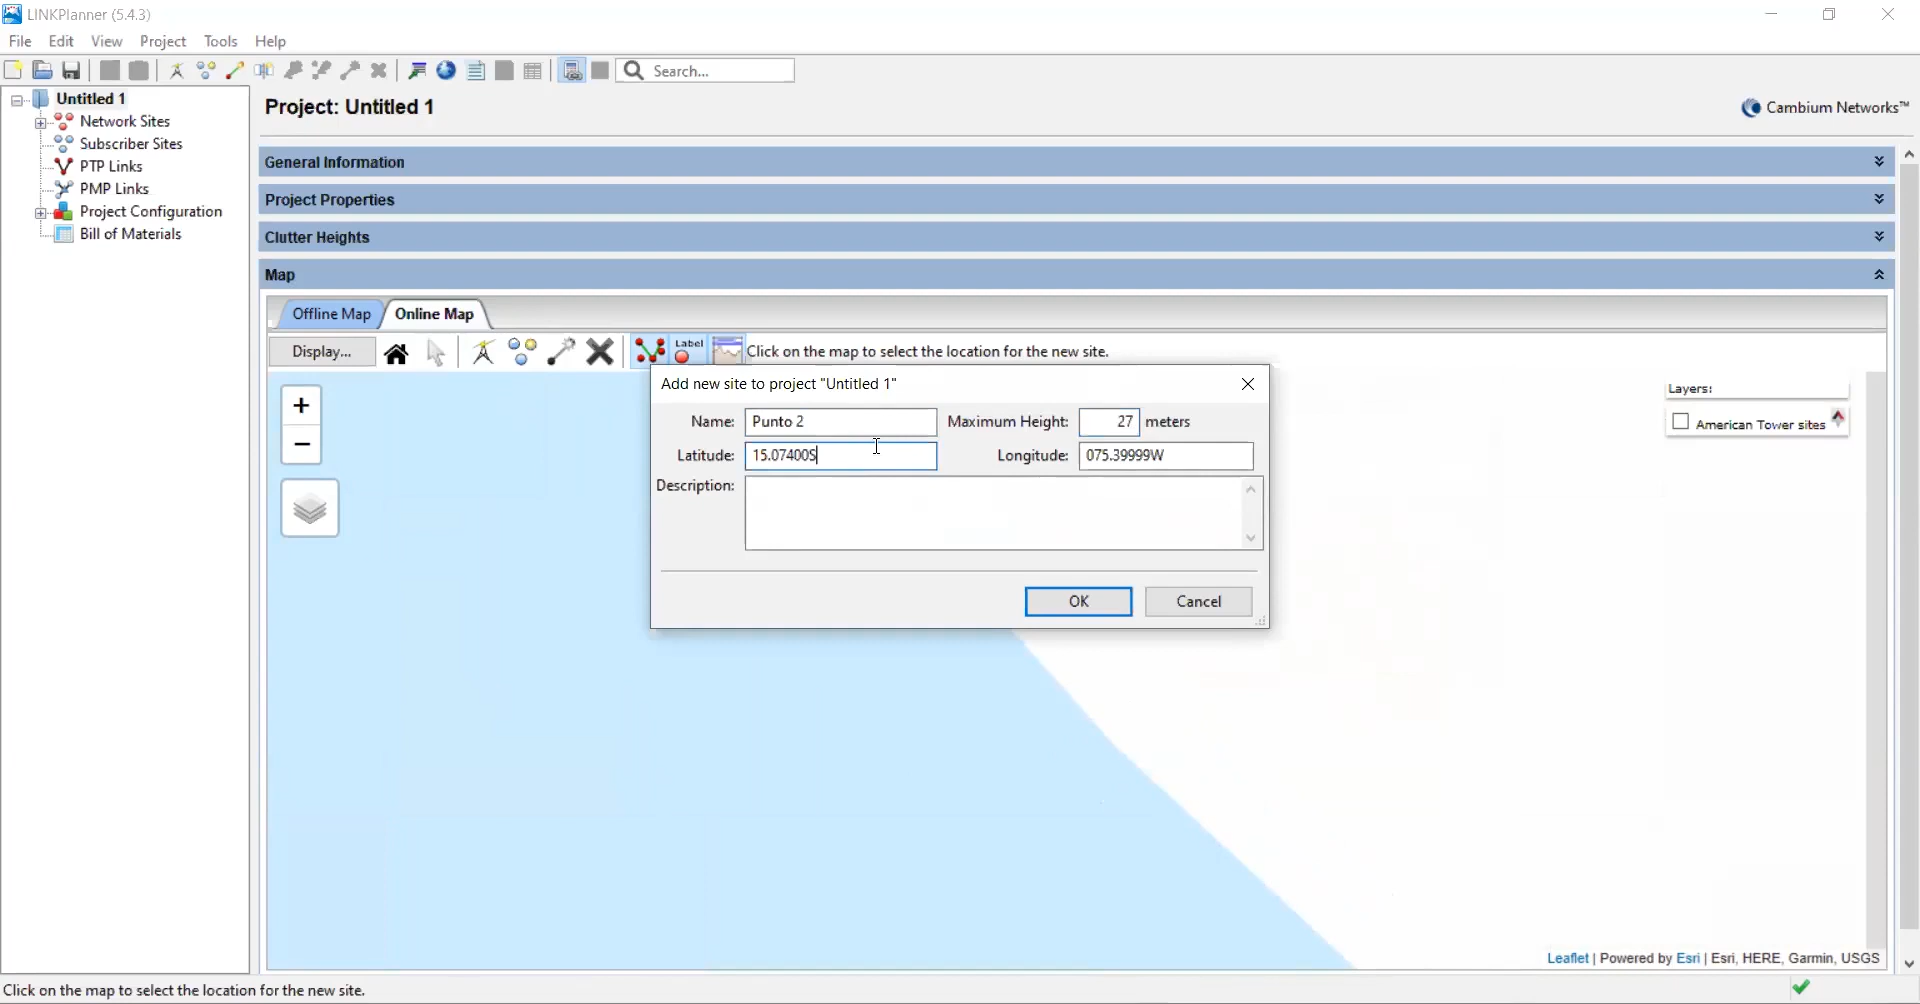 LINKPlanner (5.4.3)
File Edit View Project Tools Help
Search...
Untitled 1
Network Sites
Subscriber Sites
PTP Links
PMP Links
Project Configuration
Bill of Materials
Project: Untitled 1
Cambium Networks™
General Information
Project Properties
Clutter Heights
Map
Offline Map Online Map
Display... Label Click on the map to select the location for the new site.
Add new site to project "Untitled 1"
Name: Punto 2 Maximum Height: 27 meters
Latitude: 15.07400S Longitude: 075.39999W
Description:
OK Cancel
+
−
Layers:
American Tower sites
Leaflet | Powered by Esri | Esri, HERE, Garmin, USGS
Click on the map to select the location for the new site.